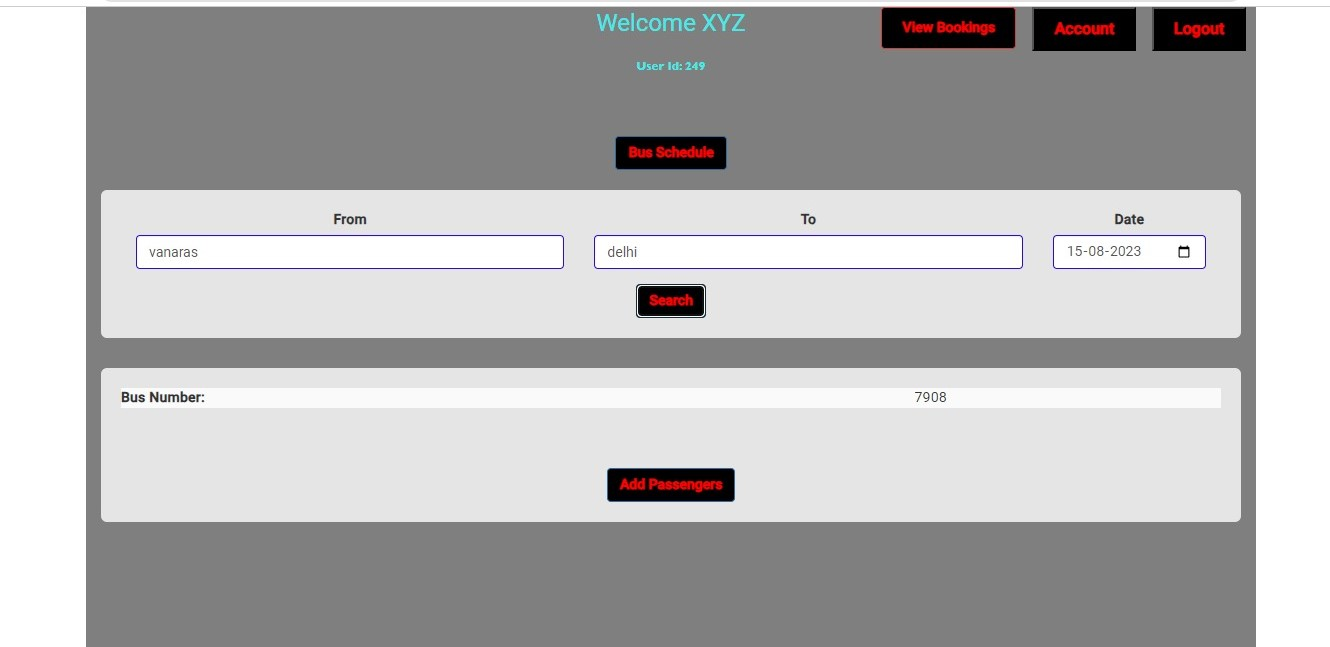 Welcome XYZ
View Bookings
Account
Logout
User Id: 249
Bus Schedule
From
To
Date
vanaras
delhi
15-08-2023
Search
Bus Number:
7908
Add Passengers